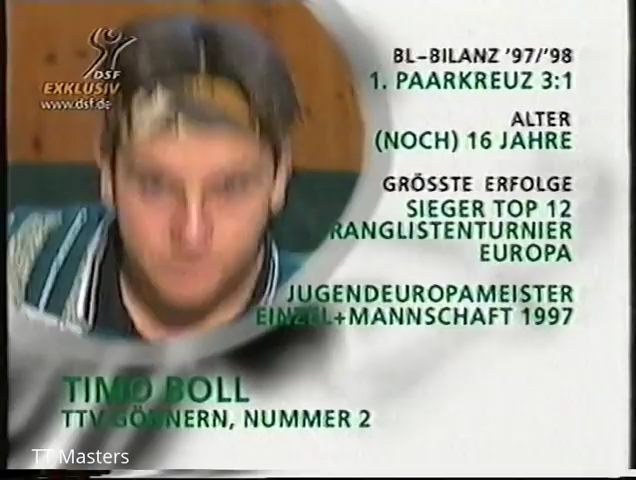 DSF
EXKLUSIV
www.dsf.de
BL-BILANZ '97/'98
1. PAARKREUZ 3:1
ALTER
(NOCH) 16 JAHRE
GRÖSSTE ERFOLGE
SIEGER TOP 12
RANGLISTENTURNIER
EUROPA
JUGENDEUROPAMEISTER
EINZEL+MANNSCHAFT 1997
TIMO BOLL
TTV GÖNNERN, NUMMER 2
TT Masters